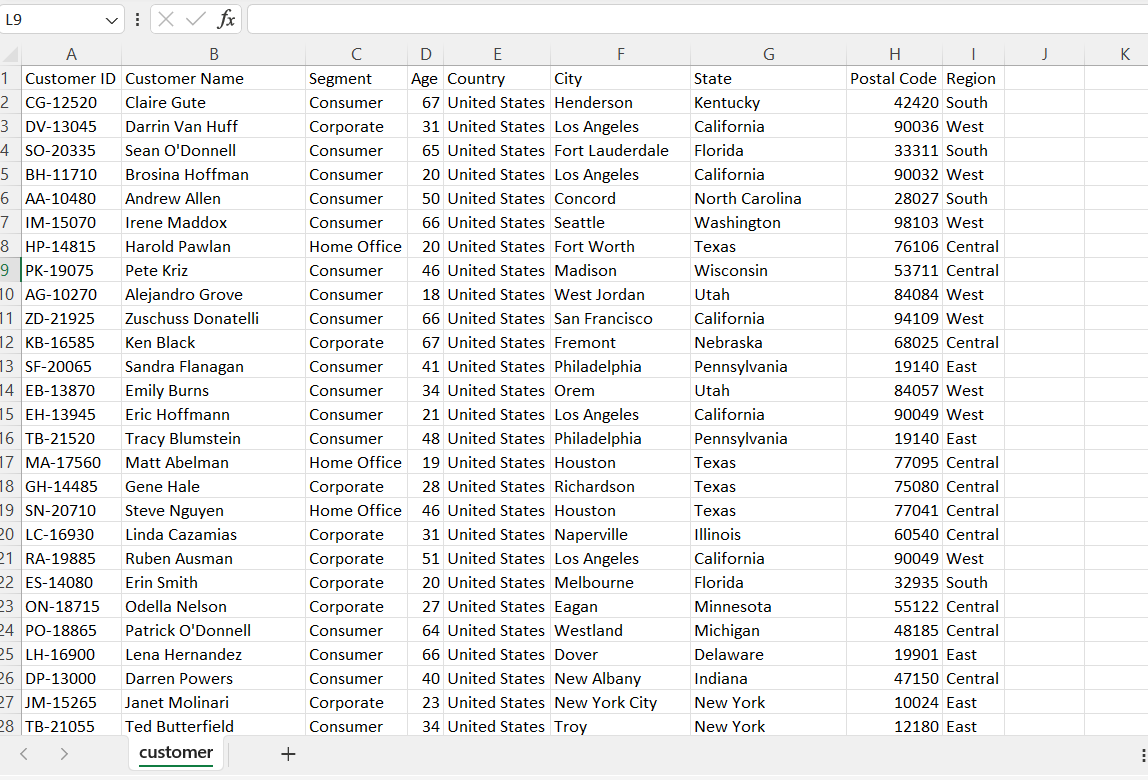 L9 fx
A B C D E F G H I J K
1 Customer ID Customer Name Segment Age Country City State Postal Code Region
2 CG-12520 Claire Gute Consumer 67 United States Henderson Kentucky 42420 South
3 DV-13045 Darrin Van Huff Corporate 31 United States Los Angeles California 90036 West
4 SO-20335 Sean O'Donnell Consumer 65 United States Fort Lauderdale Florida 33311 South
5 BH-11710 Brosina Hoffman Consumer 20 United States Los Angeles California 90032 West
6 AA-10480 Andrew Allen Consumer 50 United States Concord North Carolina 28027 South
7 IM-15070 Irene Maddox Consumer 66 United States Seattle Washington 98103 West
8 HP-14815 Harold Pawlan Home Office 20 United States Fort Worth Texas 76106 Central
9 PK-19075 Pete Kriz Consumer 46 United States Madison Wisconsin 53711 Central
10 AG-10270 Alejandro Grove Consumer 18 United States West Jordan Utah 84084 West
11 ZD-21925 Zuschuss Donatelli Consumer 66 United States San Francisco California 94109 West
12 KB-16585 Ken Black Corporate 67 United States Fremont Nebraska 68025 Central
13 SF-20065 Sandra Flanagan Consumer 41 United States Philadelphia Pennsylvania 19140 East
14 EB-13870 Emily Burns Consumer 34 United States Orem Utah 84057 West
15 EH-13945 Eric Hoffmann Consumer 21 United States Los Angeles California 90049 West
16 TB-21520 Tracy Blumstein Consumer 48 United States Philadelphia Pennsylvania 19140 East
17 MA-17560 Matt Abelman Home Office 19 United States Houston Texas 77095 Central
18 GH-14485 Gene Hale Corporate 28 United States Richardson Texas 75080 Central
19 SN-20710 Steve Nguyen Home Office 46 United States Houston Texas 77041 Central
20 LC-16930 Linda Cazamias Corporate 31 United States Naperville Illinois 60540 Central
21 RA-19885 Ruben Ausman Corporate 51 United States Los Angeles California 90049 West
22 ES-14080 Erin Smith Corporate 20 United States Melbourne Florida 32935 South
23 ON-18715 Odella Nelson Corporate 27 United States Eagan Minnesota 55122 Central
24 PO-18865 Patrick O'Donnell Consumer 64 United States Westland Michigan 48185 Central
25 LH-16900 Lena Hernandez Consumer 66 United States Dover Delaware 19901 East
26 DP-13000 Darren Powers Consumer 40 United States New Albany Indiana 47150 Central
27 JM-15265 Janet Molinari Corporate 23 United States New York City New York 10024 East
28 TB-21055 Ted Butterfield Consumer 34 United States Troy New York 12180 East
customer